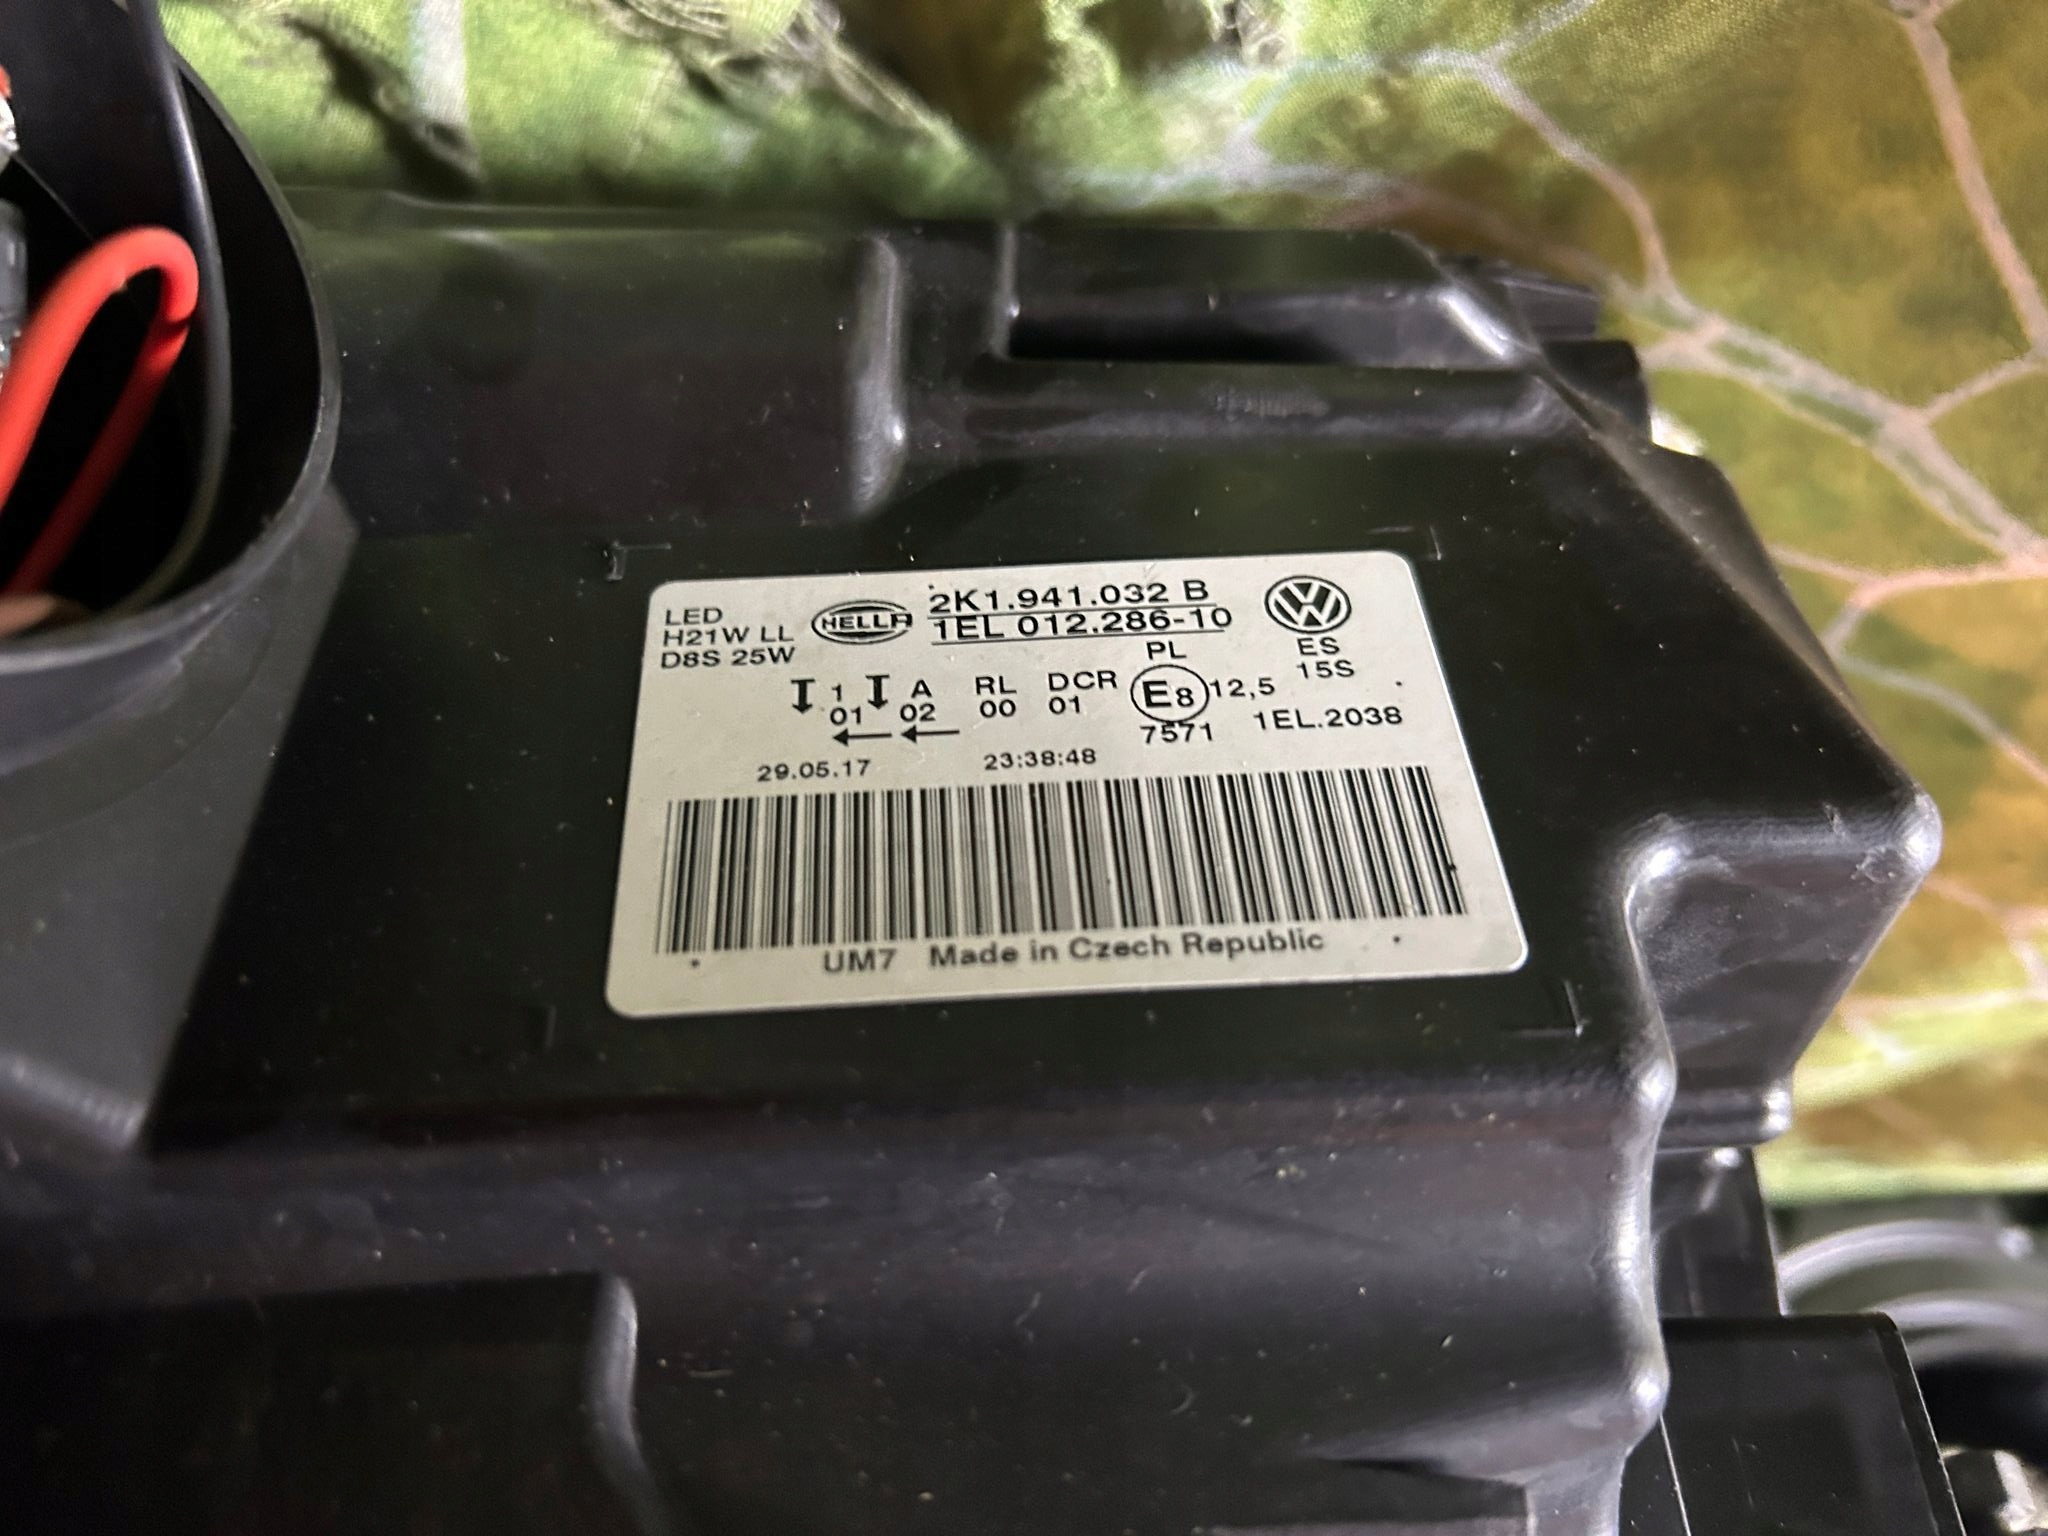 LED
H21W LL
D8S 25W
HELLA
2K1.941.032 B
1EL 012.286-10
VW
ES
15S
PL
1 A RL DCR E8 12,5
01 02 00 01
7571 1EL.2038
29.05.17 23:38:48
UM7 Made in Czech Republic